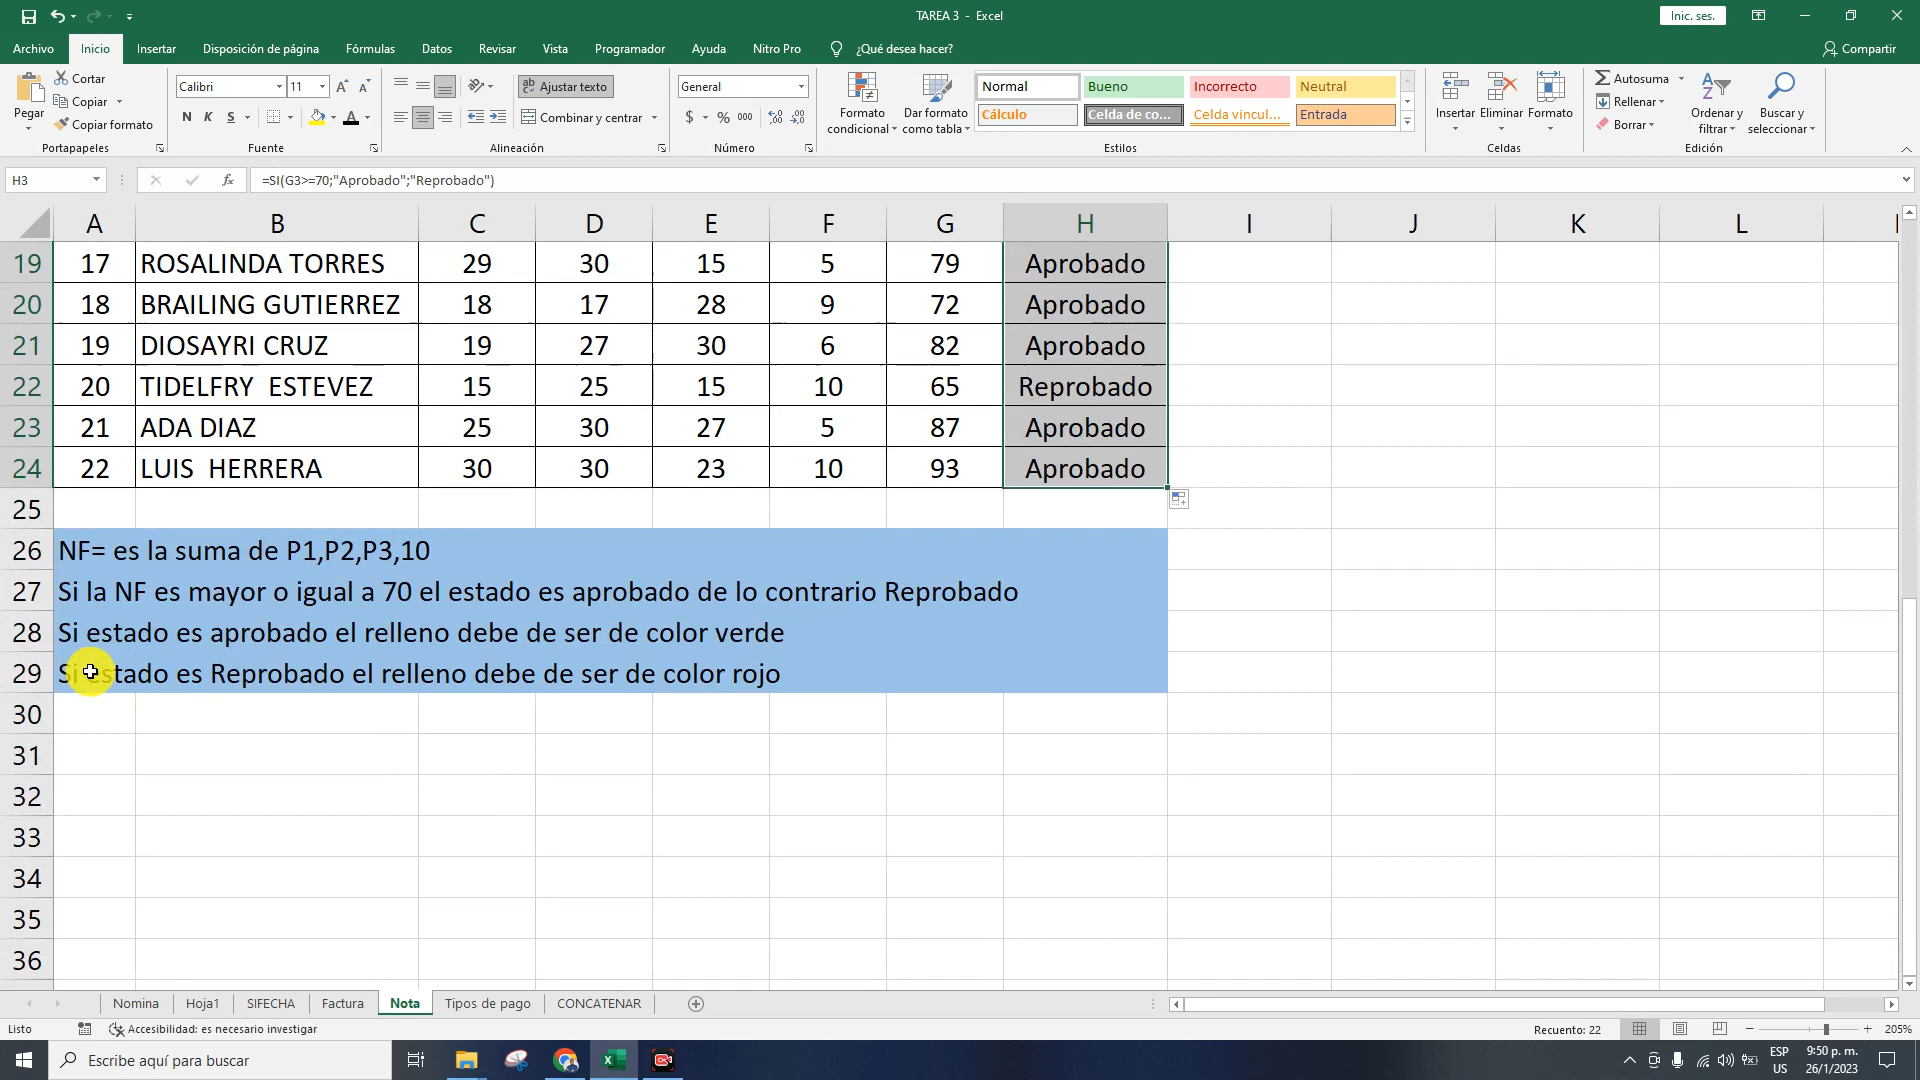 TAREA 3 - Excel
Inic. ses.
Archivo Inicio Insertar Disposición de página Fórmulas Datos Revisar Vista Programador Ayuda Nitro Pro ¿Qué desea hacer? Compartir
Pegar
Cortar
Copiar
Copiar formato
Portapapeles
Calibri 11
N K S
Fuente
Ajustar texto
Combinar y centrar
Alineación
General
$ % 000
Número
Formato condicional
Dar formato como tabla
Normal Bueno Incorrecto Neutral
Cálculo Celda de co... Celda vincul... Entrada
Estilos
Insertar Eliminar Formato
Celdas
Autosuma
Rellenar
Borrar
Ordenar y filtrar
Buscar y seleccionar
Edición
H3 fx =SI(G3>=70;"Aprobado";"Reprobado")
A B C D E F G H I J K L
19 17 ROSALINDA TORRES 29 30 15 5 79 Aprobado
20 18 BRAILING GUTIERREZ 18 17 28 9 72 Aprobado
21 19 DIOSAYRI CRUZ 19 27 30 6 82 Aprobado
22 20 TIDELFRY ESTEVEZ 15 25 15 10 65 Reprobado
23 21 ADA DIAZ 25 30 27 5 87 Aprobado
24 22 LUIS HERRERA 30 30 23 10 93 Aprobado
25
26 NF= es la suma de P1,P2,P3,10
27 Si la NF es mayor o igual a 70 el estado es aprobado de lo contrario Reprobado
28 Si estado es aprobado el relleno debe de ser de color verde
29 Si estado es Reprobado el relleno debe de ser de color rojo
30
31
32
33
34
35
36
Nomina Hoja1 SIFECHA Factura Nota Tipos de pago CONCATENAR
Listo Accesibilidad: es necesario investigar Recuento: 22 205%
Escribe aquí para buscar
ESP
US
9:50 p. m.
26/1/2023